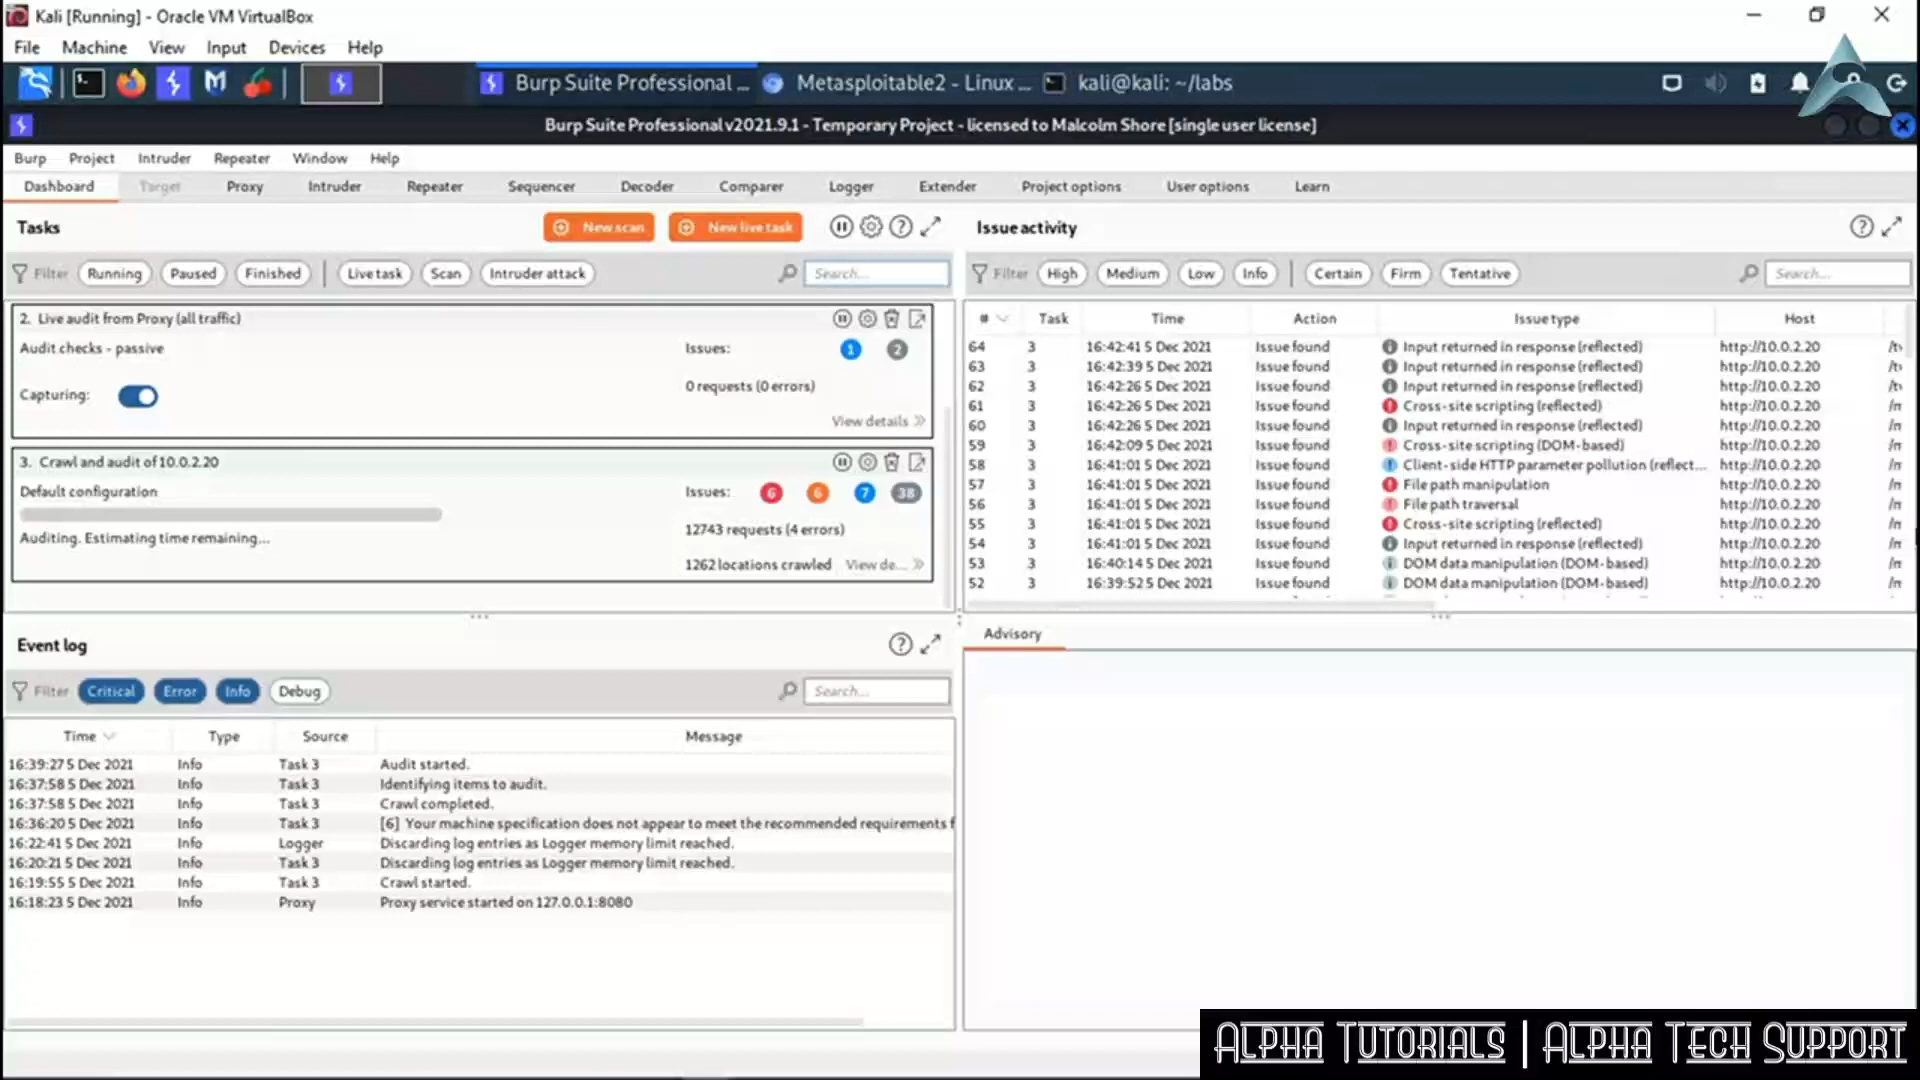 Kali [Running] - Oracle VM VirtualBox
File Machine View Input Devices Help
Burp Suite Professional ... Metasploitable2 - Linux ... kali@kali: ~/labs
Burp Suite Professional v2021.9.1 - Temporary Project - licensed to Malcolm Shore [single user license]
Burp Project Intruder Repeater Window Help
Dashboard Target Proxy Intruder Repeater Sequencer Decoder Comparer Logger Extender Project options User options Learn
Tasks New scan New live task
Filter Running Paused Finished Live task Scan Intruder attack Search...
2. Live audit from Proxy (all traffic)
Audit checks - passive Issues: 1 2
Capturing: 0 requests (0 errors)
View details
3. Crawl and audit of 10.0.2.20
Default configuration Issues: 6 6 7 38
12743 requests (4 errors)
Auditing. Estimating time remaining...
1262 locations crawled View de...
Issue activity
Filter High Medium Low Info Certain Firm Tentative Search...
# Task Time Action Issue type Host
64 3 16:42:41 5 Dec 2021 Issue found Input returned in response (reflected) http://10.0.2.20
63 3 16:42:39 5 Dec 2021 Issue found Input returned in response (reflected) http://10.0.2.20
62 3 16:42:26 5 Dec 2021 Issue found Input returned in response (reflected) http://10.0.2.20
61 3 16:42:26 5 Dec 2021 Issue found Cross-site scripting (reflected) http://10.0.2.20
60 3 16:42:26 5 Dec 2021 Issue found Input returned in response (reflected) http://10.0.2.20
59 3 16:42:09 5 Dec 2021 Issue found Cross-site scripting (DOM-based) http://10.0.2.20
58 3 16:41:01 5 Dec 2021 Issue found Client-side HTTP parameter pollution (reflect... http://10.0.2.20
57 3 16:41:01 5 Dec 2021 Issue found File path manipulation http://10.0.2.20
56 3 16:41:01 5 Dec 2021 Issue found File path traversal http://10.0.2.20
55 3 16:41:01 5 Dec 2021 Issue found Cross-site scripting (reflected) http://10.0.2.20
54 3 16:41:01 5 Dec 2021 Issue found Input returned in response (reflected) http://10.0.2.20
53 3 16:40:14 5 Dec 2021 Issue found DOM data manipulation (DOM-based) http://10.0.2.20
52 3 16:39:52 5 Dec 2021 Issue found DOM data manipulation (DOM-based) http://10.0.2.20
Event log
Filter Critical Error Info Debug Search...
Time Type Source Message
16:39:27 5 Dec 2021 Info Task 3 Audit started.
16:37:58 5 Dec 2021 Info Task 3 Identifying items to audit.
16:37:58 5 Dec 2021 Info Task 3 Crawl completed.
16:36:20 5 Dec 2021 Info Task 3 [6] Your machine specification does not appear to meet the recommended requirements f
16:22:41 5 Dec 2021 Info Logger Discarding log entries as Logger memory limit reached.
16:20:21 5 Dec 2021 Info Task 3 Discarding log entries as Logger memory limit reached.
16:19:55 5 Dec 2021 Info Task 3 Crawl started.
16:18:23 5 Dec 2021 Info Proxy Proxy service started on 127.0.0.1:8080
Advisory
Alpha Tutorials | Alpha Tech Support